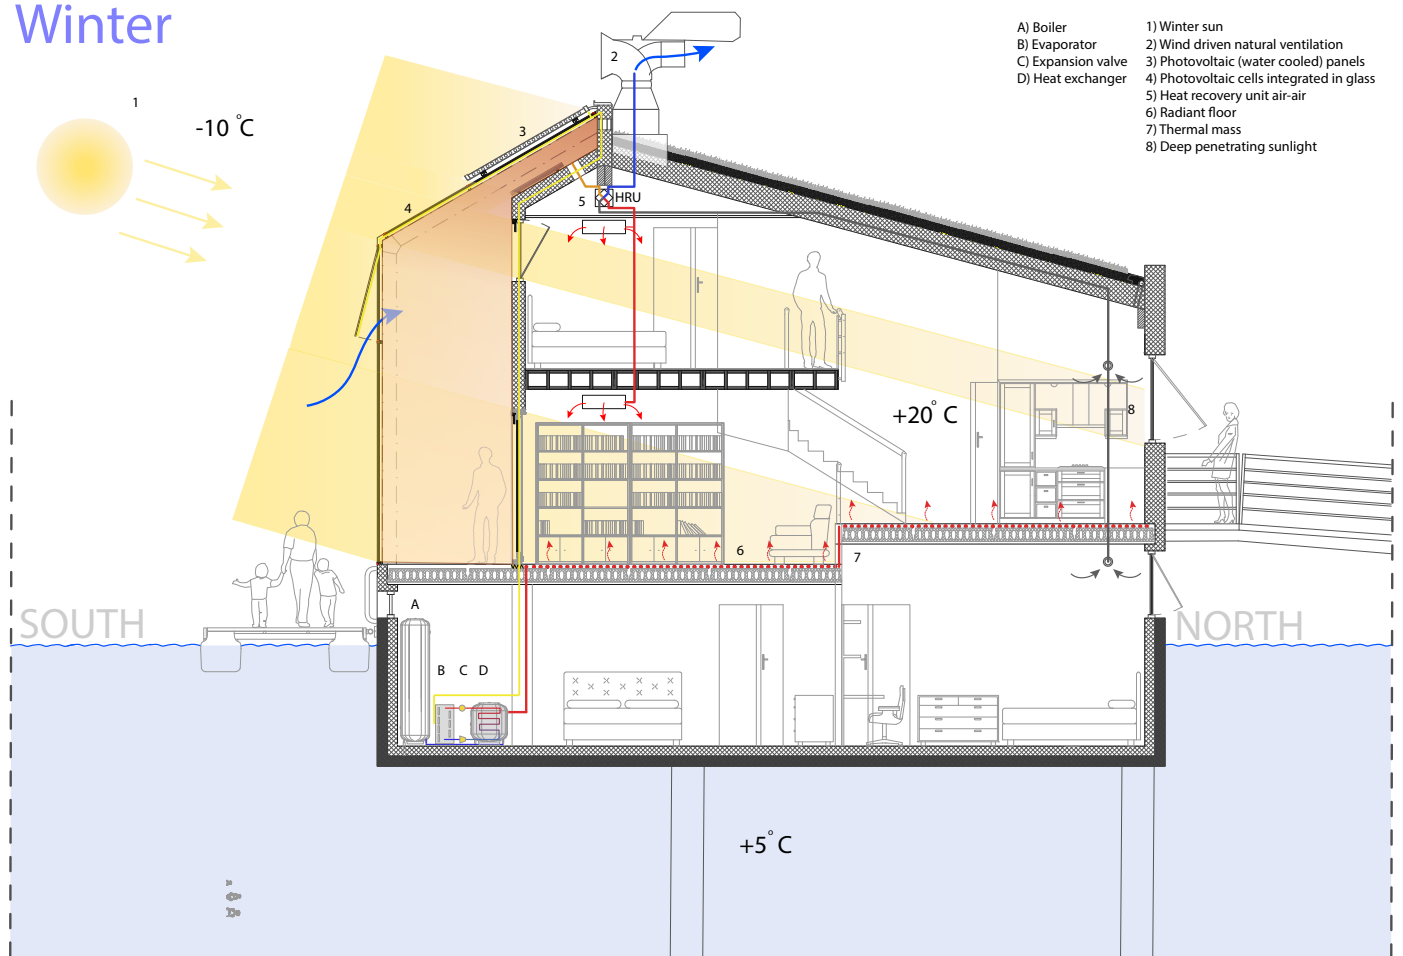 Winter
A) Boiler
B) Evaporator
C) Expansion valve
D) Heat exchanger
1) Winter sun
2) Wind driven natural ventilation
3) Photovoltaic (water cooled) panels
4) Photovoltaic cells integrated in glass
5) Heat recovery unit air-air
6) Radiant floor
7) Thermal mass
8) Deep penetrating sunlight
2
1
-10 °C
3
4
5
HRU
+20° C
8
6
7
A
SOUTH
NORTH
B C D
+5° C